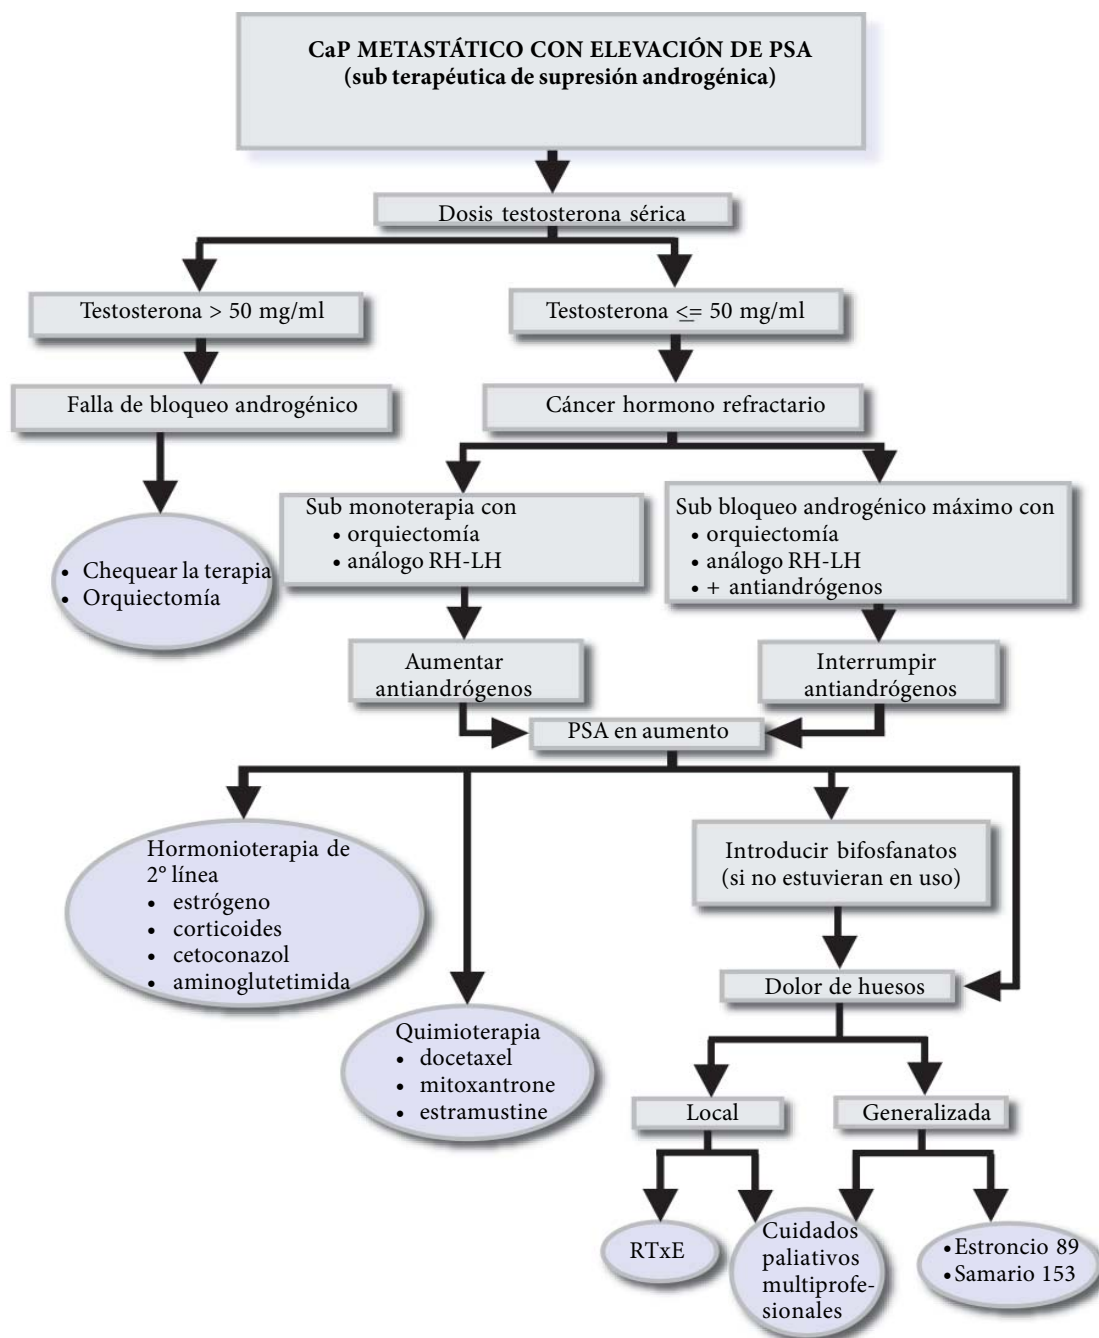 CaP METASTÁTICO CON ELEVACIÓN DE PSA
(sub terapéutica de supresión androgénica)
Dosis testosterona sérica
Testosterona > 50 mg/ml
Testosterona <= 50 mg/ml
Falla de bloqueo androgénico
Cáncer hormono refractario
• Chequear la terapia
• Orquiectomía
Sub monoterapia con
• orquiectomía
• análogo RH-LH
Sub bloqueo androgénico máximo con
• orquiectomía
• análogo RH-LH
• + antiandrógenos
Aumentar
antiandrógenos
Interrumpir
antiandrógenos
PSA en aumento
Hormonioterapia de
2° línea
• estrógeno
• corticoides
• cetoconazol
• aminoglutetimida
Quimioterapia
• docetaxel
• mitoxantrone
• estramustine
Introducir bifosfanatos
(si no estuvieran en uso)
Dolor de huesos
Local
Generalizada
RTxE
Cuidados
paliativos
multiprofe-
sionales
• Estroncio 89
• Samario 153